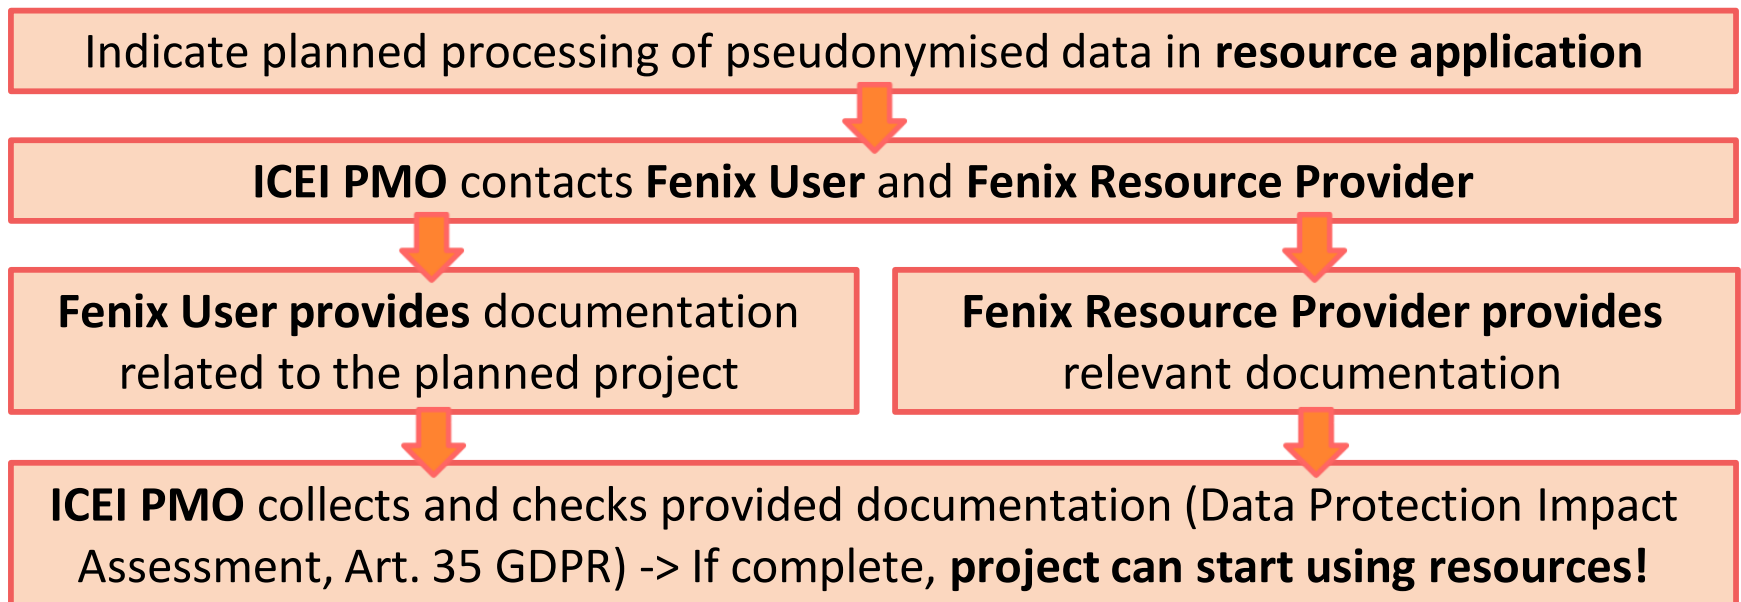 Indicate planned processing of pseudonymised data in resource application
ICEI PMO contacts Fenix User and Fenix Resource Provider
Fenix User provides documentation
related to the planned project
Fenix Resource Provider provides
relevant documentation
ICEI PMO collects and checks provided documentation (Data Protection Impact
Assessment, Art. 35 GDPR) -> If complete, project can start using resources!